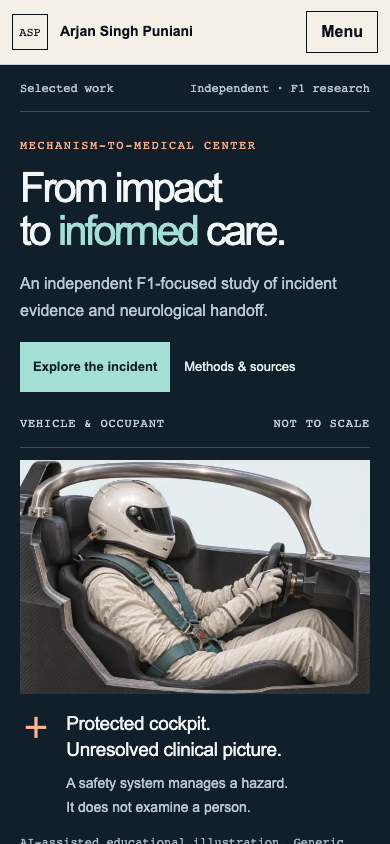 ASP
Arjan Singh Puniani
Menu
Selected work
Independent · F1 research
MECHANISM-TO-MEDICAL CENTER
From impact
to informed care.
An independent F1-focused study of incident
evidence and neurological handoff.
Explore the incident
Methods & sources
VEHICLE & OCCUPANT
NOT TO SCALE
+
Protected cockpit.
Unresolved clinical picture.
A safety system manages a hazard.
It does not examine a person.
AI-assisted educational illustration. Generic